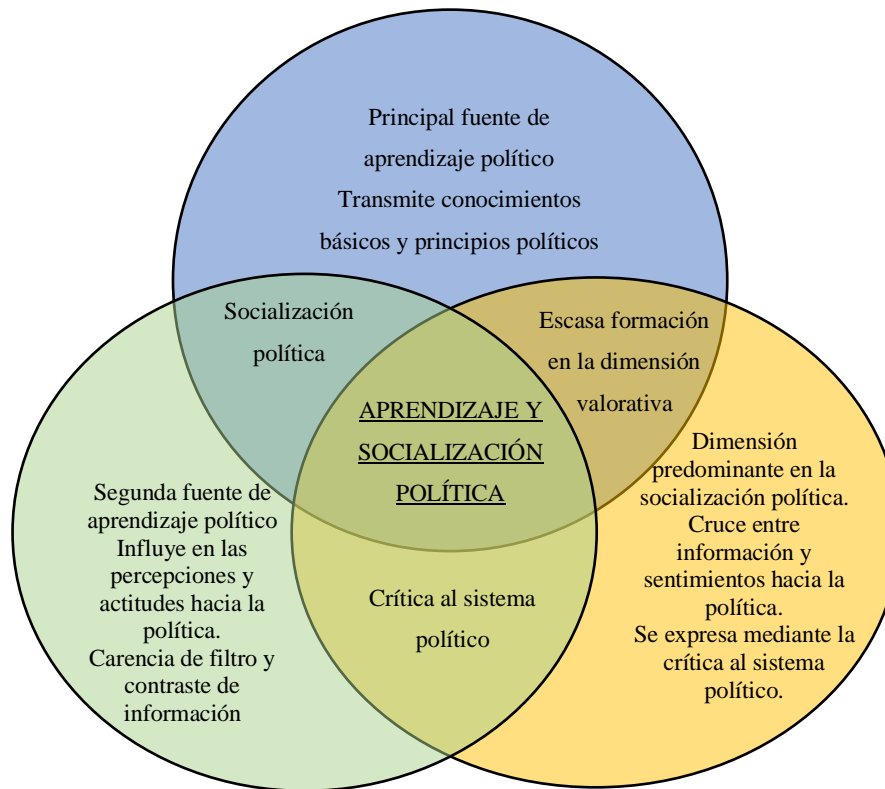 Principal fuente de
aprendizaje político
Transmite conocimientos
básicos y principios políticos
Socialización
política
Escasa formación
en la dimensión
valorativa
APRENDIZAJE Y
SOCIALIZACIÓN
POLÍTICA
Segunda fuente de
aprendizaje político
Influye en las
percepciones y
actitudes hacia la
política.
Carencia de filtro y
contraste de
información
Crítica al sistema
político
Dimensión
predominante en la
socialización política.
Cruce entre
información y
sentimientos hacia la
política.
Se expresa mediante la
crítica al sistema
político.